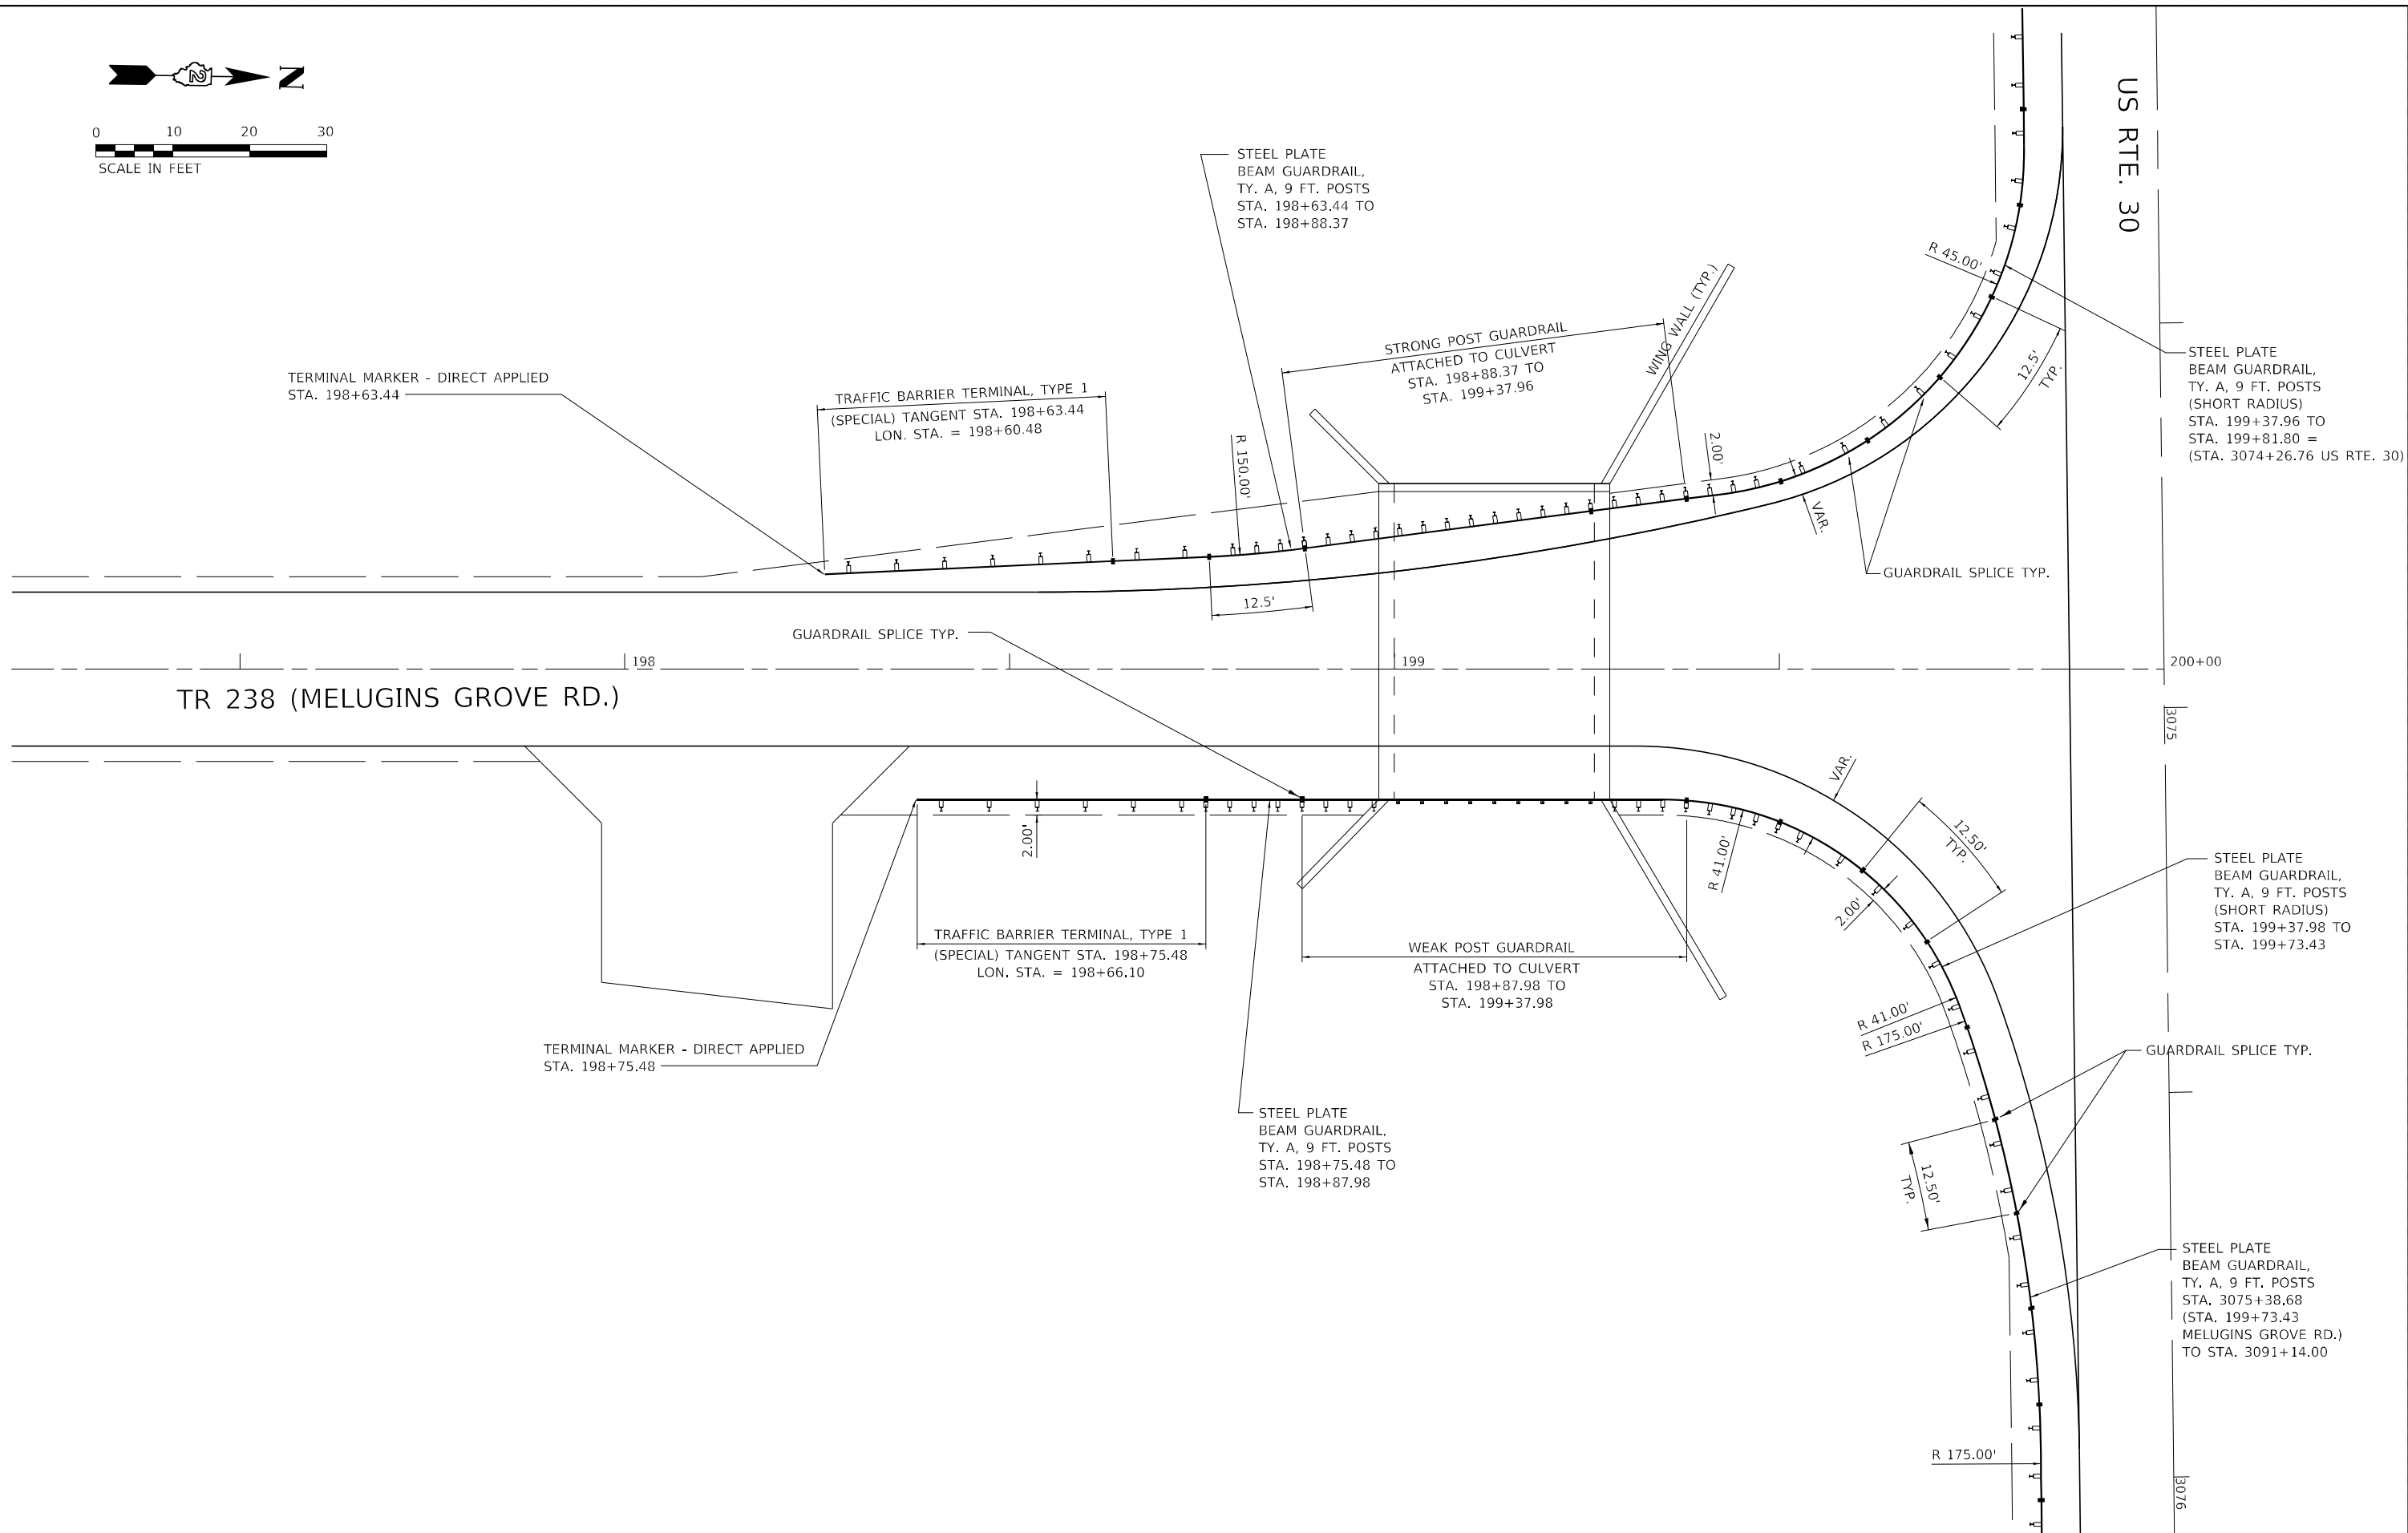 N
2
0 10 20 30
SCALE IN FEET
US RTE. 30
STEEL PLATE
BEAM GUARDRAIL,
TY. A, 9 FT. POSTS
STA. 198+63.44 TO
STA. 198+88.37
TERMINAL MARKER - DIRECT APPLIED
STA. 198+63.44
TRAFFIC BARRIER TERMINAL, TYPE 1
(SPECIAL) TANGENT STA. 198+63.44
LON. STA. = 198+60.48
R 150.00'
STRONG POST GUARDRAIL
ATTACHED TO CULVERT
STA. 198+88.37 TO
STA. 199+37.96
WING WALL (TYP.)
2.00'
VAR.
R 45.00'
12.5'
TYP.
STEEL PLATE
BEAM GUARDRAIL,
TY. A, 9 FT. POSTS
(SHORT RADIUS)
STA. 199+37.96 TO
STA. 199+81.80 =
(STA. 3074+26.76 US RTE. 30)
GUARDRAIL SPLICE TYP.
12.5'
GUARDRAIL SPLICE TYP.
198
199
200+00
TR 238 (MELUGINS GROVE RD.)
3075
VAR.
12.50'
TYP.
2.00'
R 41.00'
2.00'
STEEL PLATE
BEAM GUARDRAIL,
TY. A, 9 FT. POSTS
(SHORT RADIUS)
STA. 199+37.98 TO
STA. 199+73.43
TRAFFIC BARRIER TERMINAL, TYPE 1
(SPECIAL) TANGENT STA. 198+75.48
LON. STA. = 198+66.10
WEAK POST GUARDRAIL
ATTACHED TO CULVERT
STA. 198+87.98 TO
STA. 199+37.98
R 41.00'
R 175.00'
TERMINAL MARKER - DIRECT APPLIED
STA. 198+75.48
GUARDRAIL SPLICE TYP.
STEEL PLATE
BEAM GUARDRAIL,
TY. A, 9 FT. POSTS
STA. 198+75.48 TO
STA. 198+87.98
12.50'
TYP.
STEEL PLATE
BEAM GUARDRAIL,
TY. A, 9 FT. POSTS
STA. 3075+38.68
(STA. 199+73.43
MELUGINS GROVE RD.)
TO STA. 3091+14.00
R 175.00'
3076